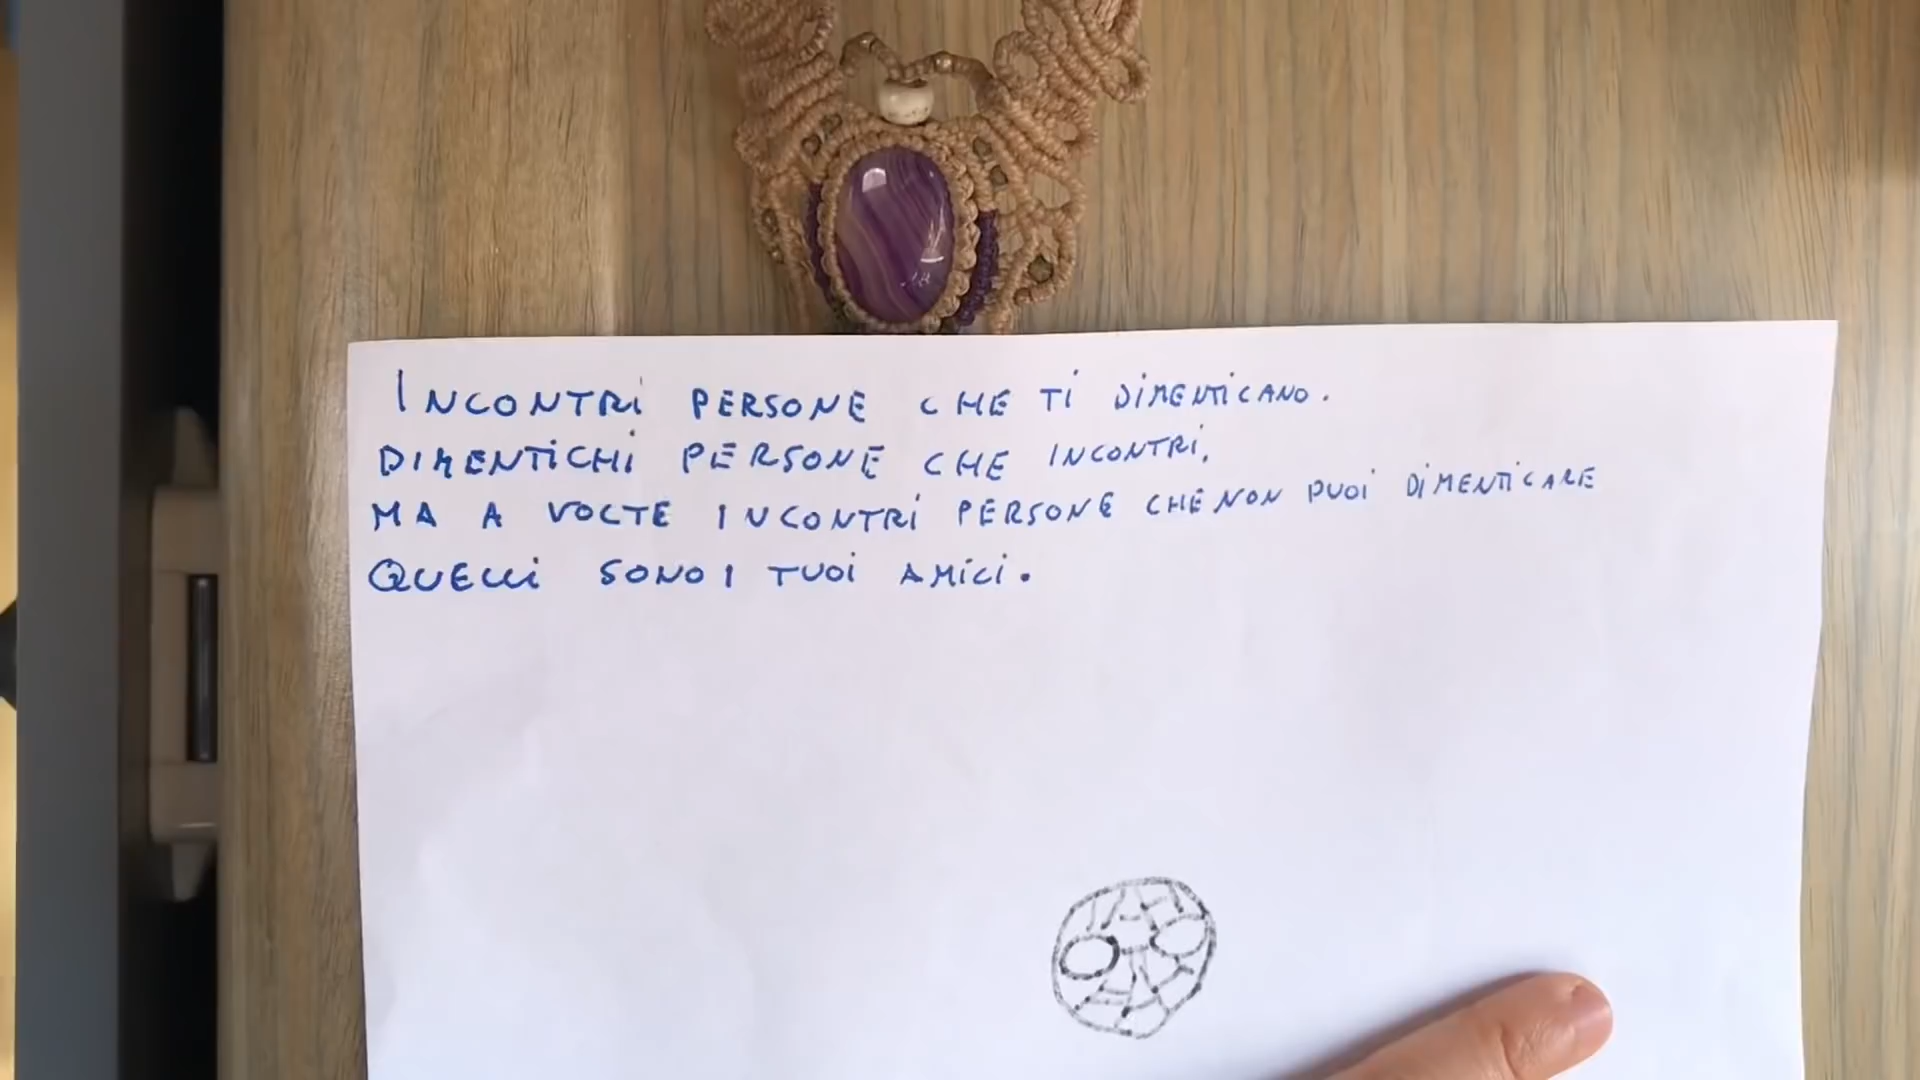 INCONTRI PERSONE CHE TI DIMENTICANO.
DIMENTICHI PERSONE CHE INCONTRI.
MA A VOLTE INCONTRI PERSONE CHE NON PUOI DIMENTICARE
QUELLI SONO I TUOI AMICI.